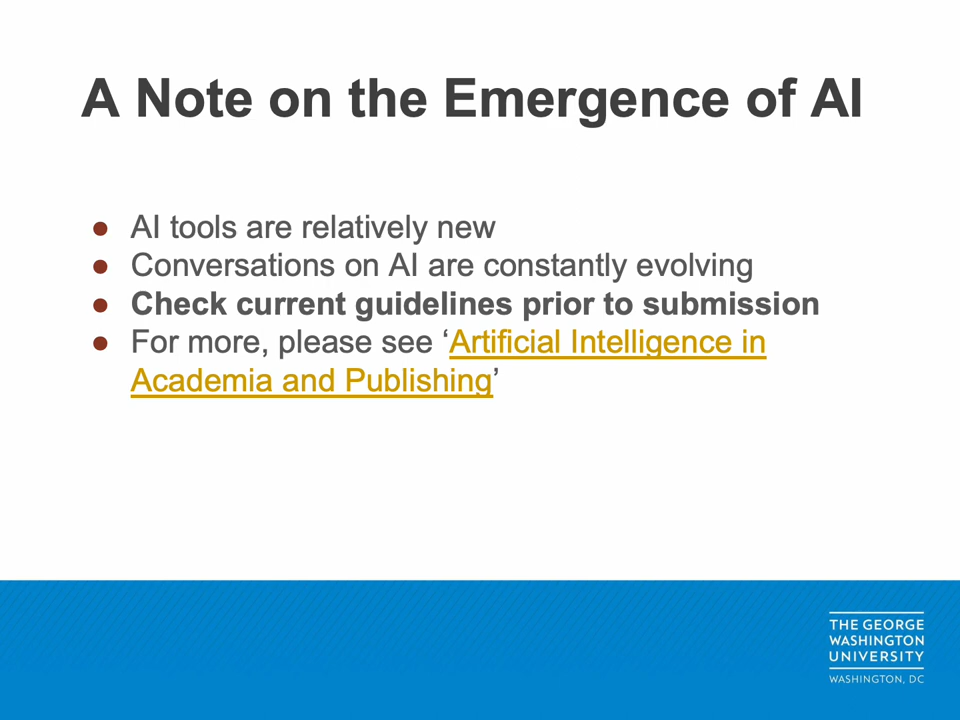 A Note on the Emergence of AI
● AI tools are relatively new
● Conversations on AI are constantly evolving
● Check current guidelines prior to submission
● For more, please see ‘Artificial Intelligence in
Academia and Publishing’
THE GEORGE
WASHINGTON
UNIVERSITY
WASHINGTON, DC